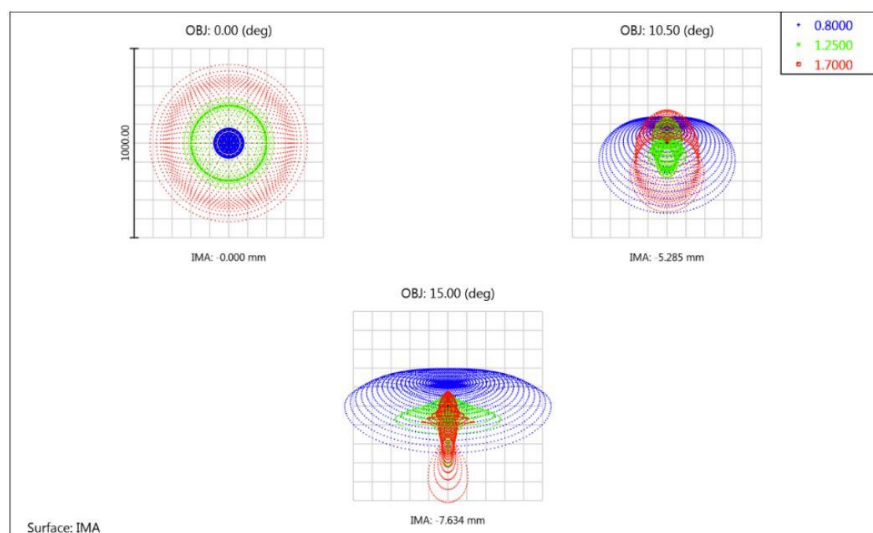 OBJ: 0.00 (deg)
OBJ: 10.50 (deg)
0.8000
1.2500
1.7000
1000.00
IMA: -0.000 mm
IMA: -5.285 mm
OBJ: 15.00 (deg)
IMA: -7.634 mm
Surface: IMA